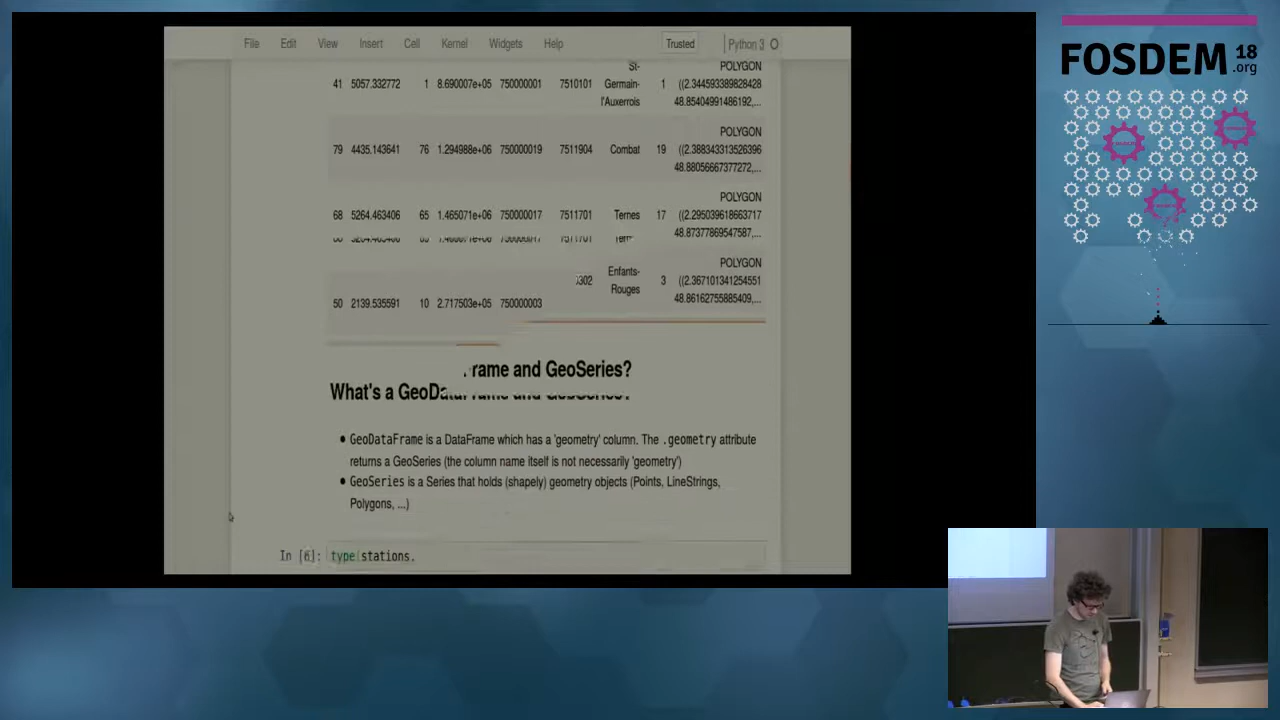 File Edit View Insert Cell Kernel Widgets Help Trusted Python 3
FOSDEM 18
.org
St- POLYGON
41 5057.332772 1 8.690007e+05 750000001 7510101 Germain- 1 ((2.344593389828428
l'Auxerrois 48.85404991486192,...
POLYGON
79 4435.143641 76 1.294988e+06 750000019 7511904 Combat 19 ((2.388343313526396
48.88056667377272,...
POLYGON
68 5264.463406 65 1.465071e+06 750000017 7511701 Ternes 17 ((2.295039618663717
48.87377869547587,...
POLYGON
Enfants- 3 ((2.367101341254551
Rouges 48.86162755885409,...
50 2139.535591 10 2.717503e+05 750000003
What's a GeoDataFrame and GeoSeries?
• GeoDataFrame is a DataFrame which has a 'geometry' column. The .geometry attribute
returns a GeoSeries (the column name itself is not necessarily 'geometry')
• GeoSeries is a Series that holds (shapely) geometry objects (Points, LineStrings,
Polygons, ...)
In [6]: type(stations.